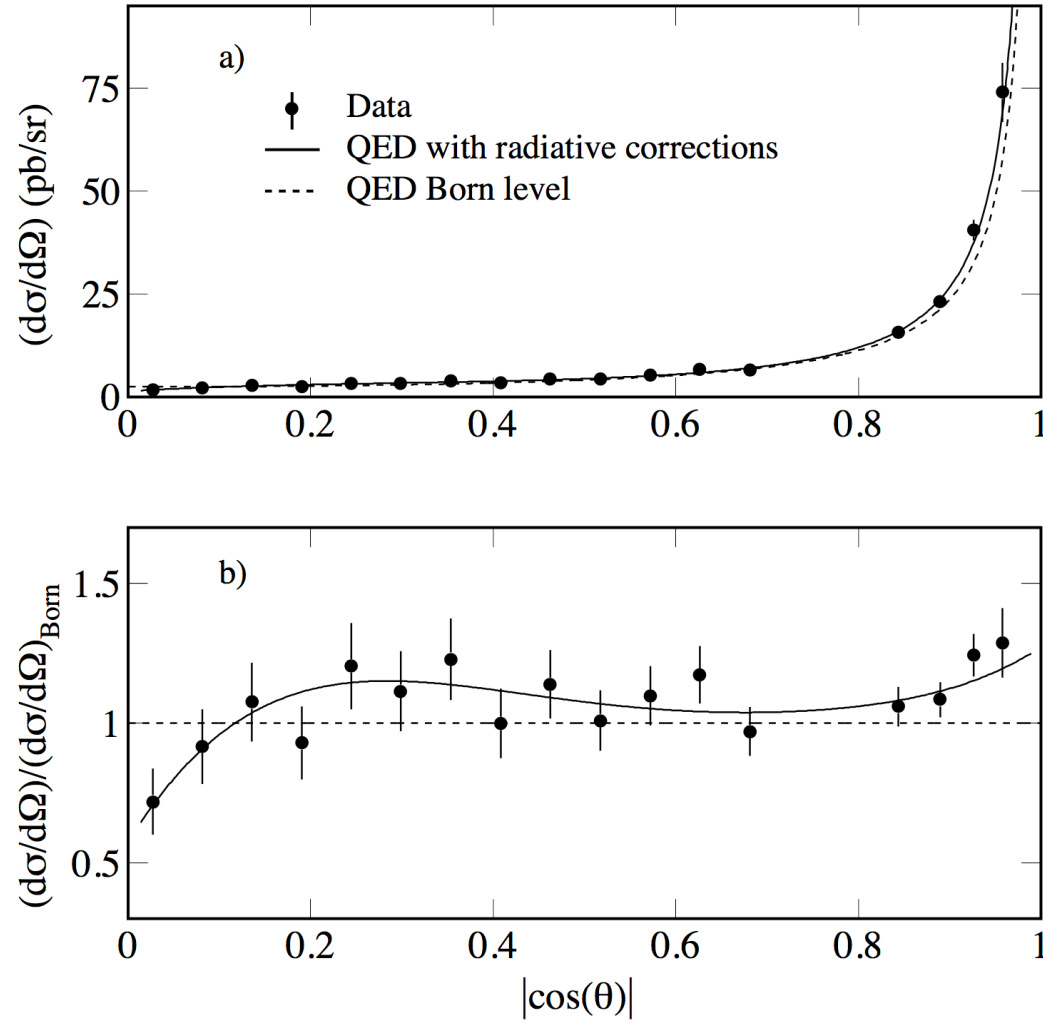 a)
Data
QED with radiative corrections
QED Born level
(dσ/dΩ) (pb/sr)
75
50
25
0
0 0.2 0.4 0.6 0.8 1
b)
(dσ/dΩ)/(dσ/dΩ)Born
1.5
1
0.5
0 0.2 0.4 0.6 0.8 1
|cos(θ)|